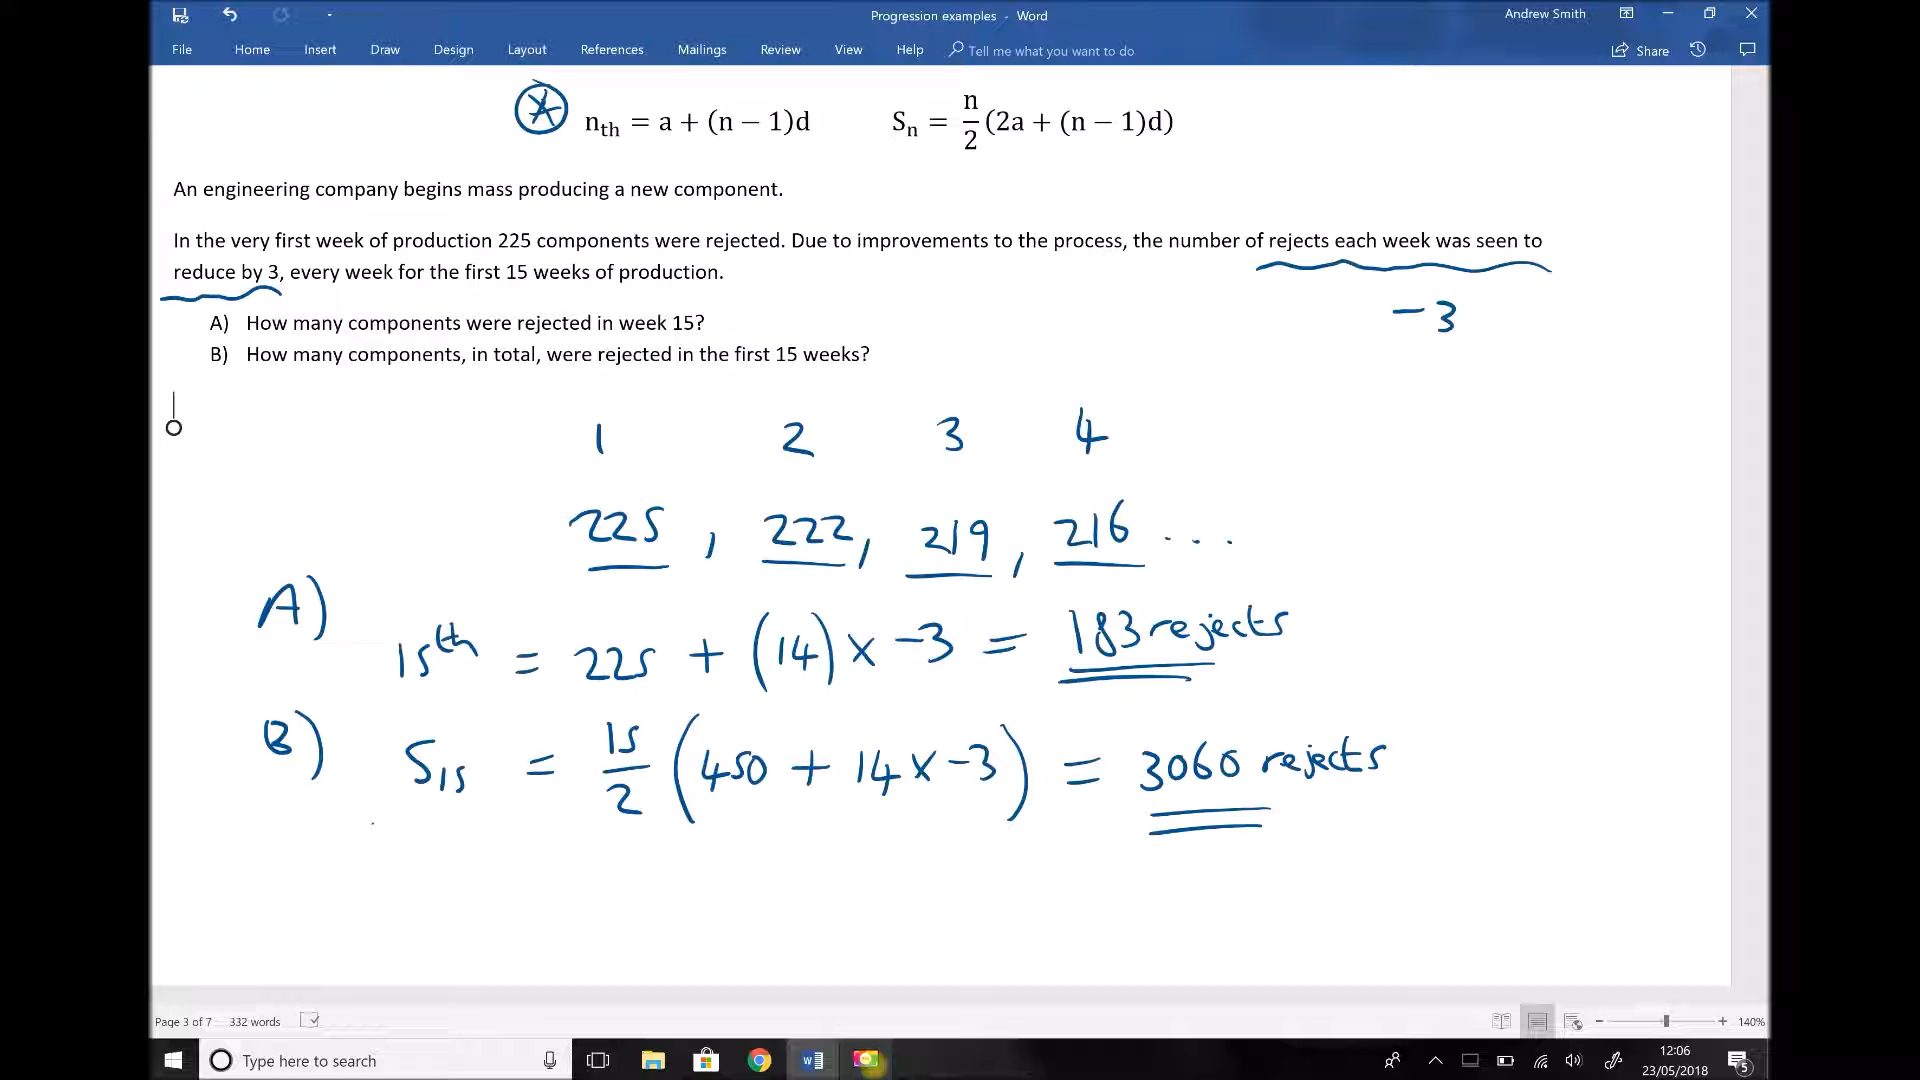 Progression examples - Word
Andrew Smith
File Home Insert Draw Design Layout References Mailings Review View Help Tell me what you want to do Share
n_th = a + (n − 1)d S_n = n/2 (2a + (n − 1)d)
An engineering company begins mass producing a new component.
In the very first week of production 225 components were rejected. Due to improvements to the process, the number of rejects each week was seen to
reduce by 3, every week for the first 15 weeks of production.
-3
A) How many components were rejected in week 15?
B) How many components, in total, were rejected in the first 15 weeks?
1 2 3 4
225, 222, 219, 216 ...
A)
15th = 225 + (14) x -3 = 183 rejects
B) S15 = 15/2 (450 + 14 x -3) = 3060 rejects
Page 3 of 7 332 words 140%
Type here to search
12:06
23/05/2018
5